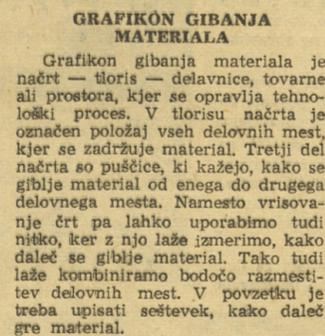 GRAFIKON GIBANJA
MATERIALA
Grafikon gibanja materiala je
načrt — tloris — delavnice, tovarne
ali prostora, kjer se opravlja tehno-
loški proces. V tlorisu načrta je
označen položaj vseh delovnih mest,
kjer se zadržuje material. Tretji del
načrta so puščice, ki kažejo, kako se
giblje material od enega do drugega
delovnega mesta. Namesto vrisova-
nje črt pa lahko uporabimo tudi
nitko, ker z njo laže izmerimo, kako
daleč se giblje material. Tako tudi
laže kombiniramo bodočo razmesti-
tev delovnih mest. V povzetku je
treba upisati seštevek, kako daleč
gre material.